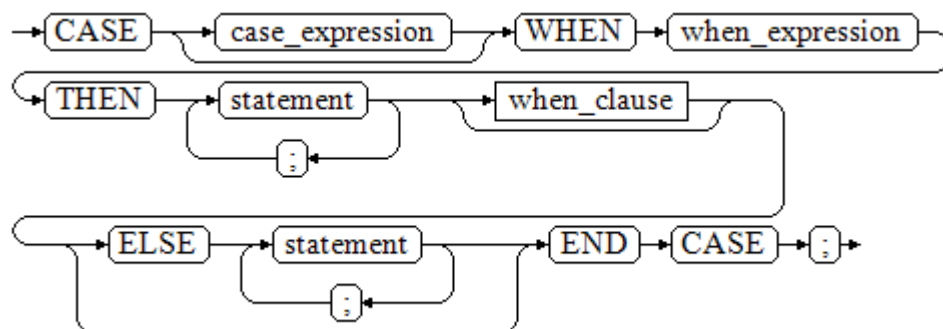 CASE case_expression WHEN when_expression
THEN statement when_clause
;
ELSE statement END CASE ;
;